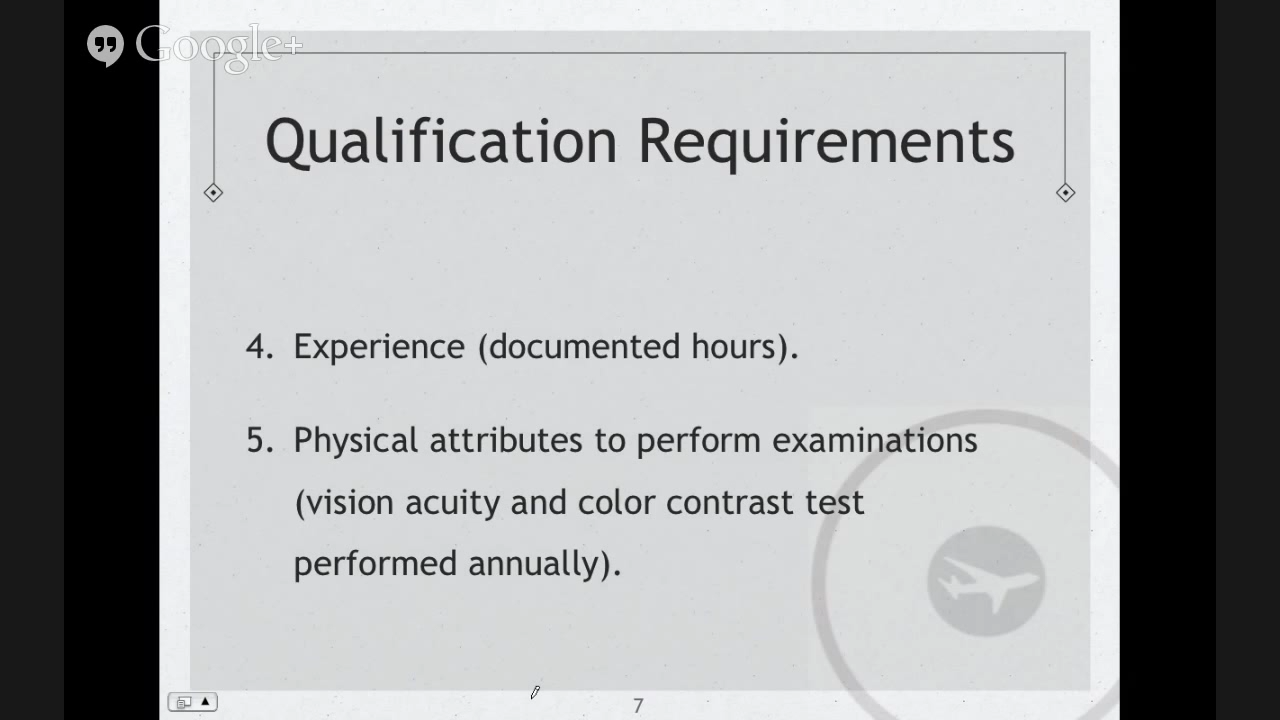 Google+
Qualification Requirements
4. Experience (documented hours).
5. Physical attributes to perform examinations
(vision acuity and color contrast test
performed annually).
7